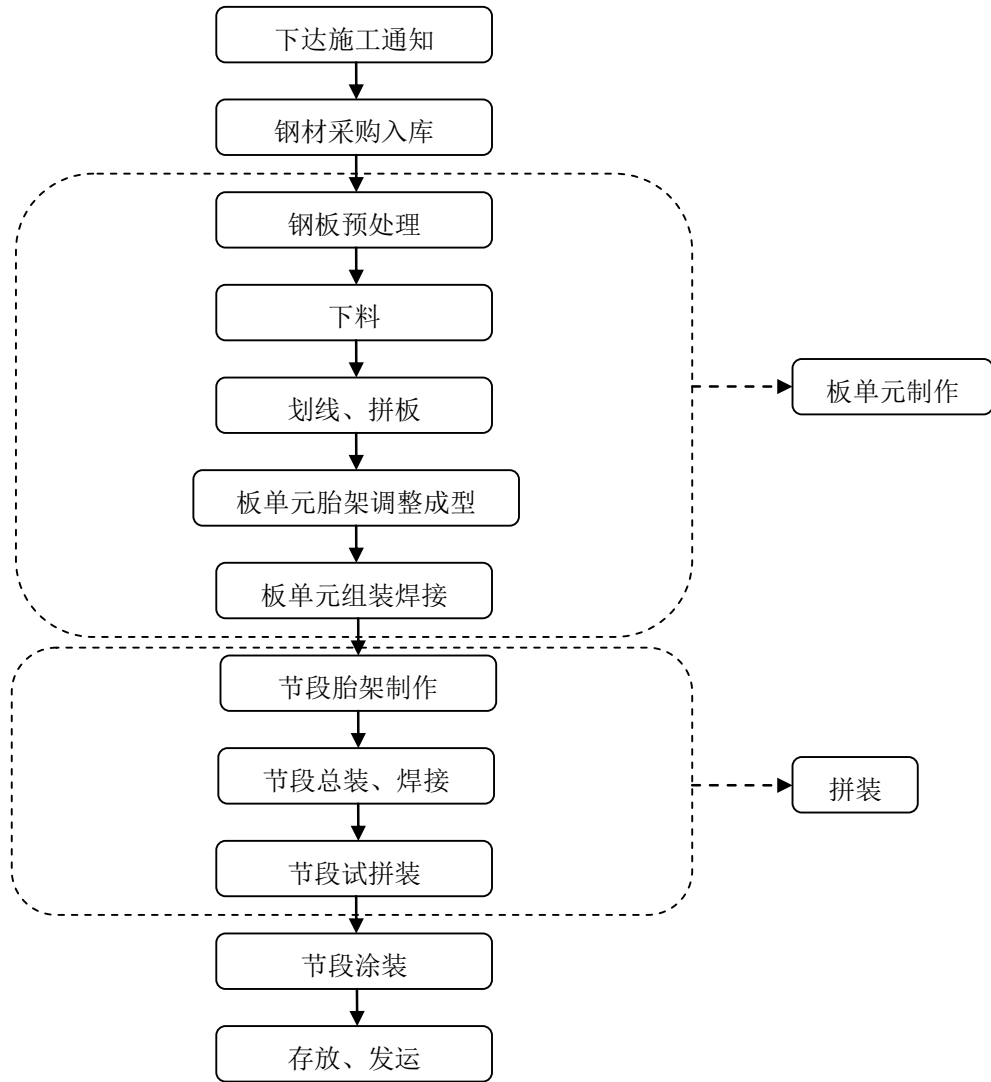 下达施工通知
钢材采购入库
钢板预处理
下料
划线、拼板
板单元制作
板单元胎架调整成型
板单元组装焊接
节段胎架制作
节段总装、焊接
拼装
节段试拼装
节段涂装
存放、发运